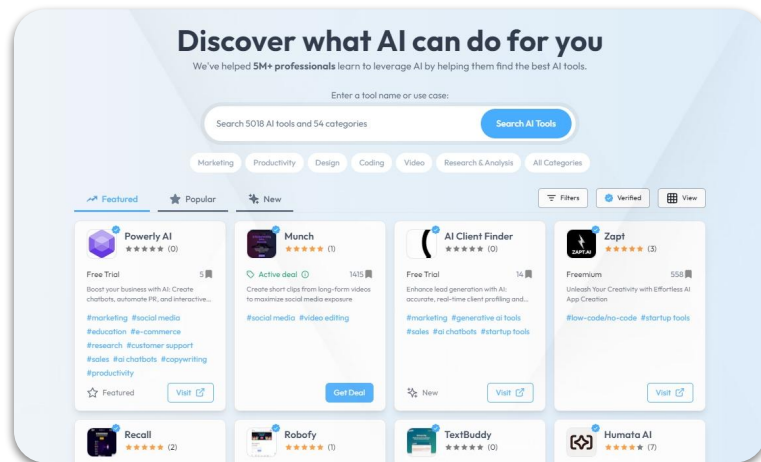 Discover what AI can do for you
We've helped 5M+ professionals learn to leverage AI by helping them find the best AI tools.
Enter a tool name or use case:
Search 5018 AI tools and 54 categories
Search AI Tools
Marketing Productivity Design Coding Video Research & Analysis All Categories
Featured Popular New Filters Verified View
Powerly AI
(0)
Free Trial 5
Boost your business with AI: Create
chatbots, automate PR, and interactive...
#marketing #social media
#education #e-commerce
#research #customer support
#sales #ai chatbots #copywriting
#productivity
Featured Visit
Munch
(1)
Active deal 1415
Create short clips from long-form videos
to maximize social media exposure
#social media #video editing
Get Deal
AI Client Finder
(0)
Free Trial 14
Enhance lead generation with AI:
accurate, real-time client profiling and...
#marketing #generative ai tools
#sales #ai chatbots #startup tools
New Visit
ZAPT.AI
Zapt
(3)
Freemium 558
Unleash Your Creativity with Effortless AI
App Creation
#low-code/no-code #startup tools
Visit
Recall
(2)
Robofy
(1)
TextBuddy
(0)
Humata AI
(7)